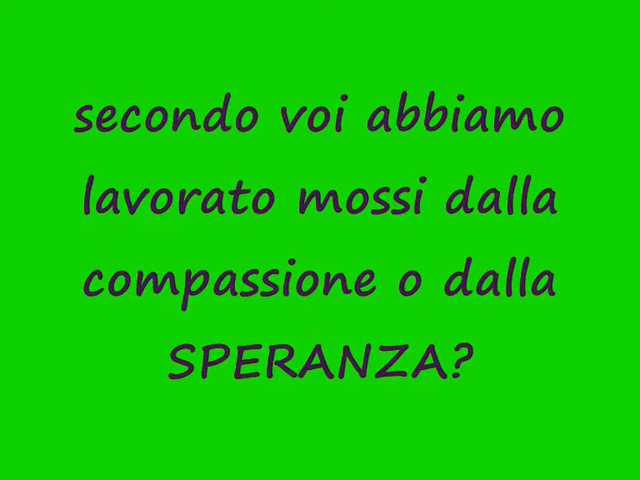 secondo voi abbiamo
lavorato mossi dalla
compassione o dalla
SPERANZA?